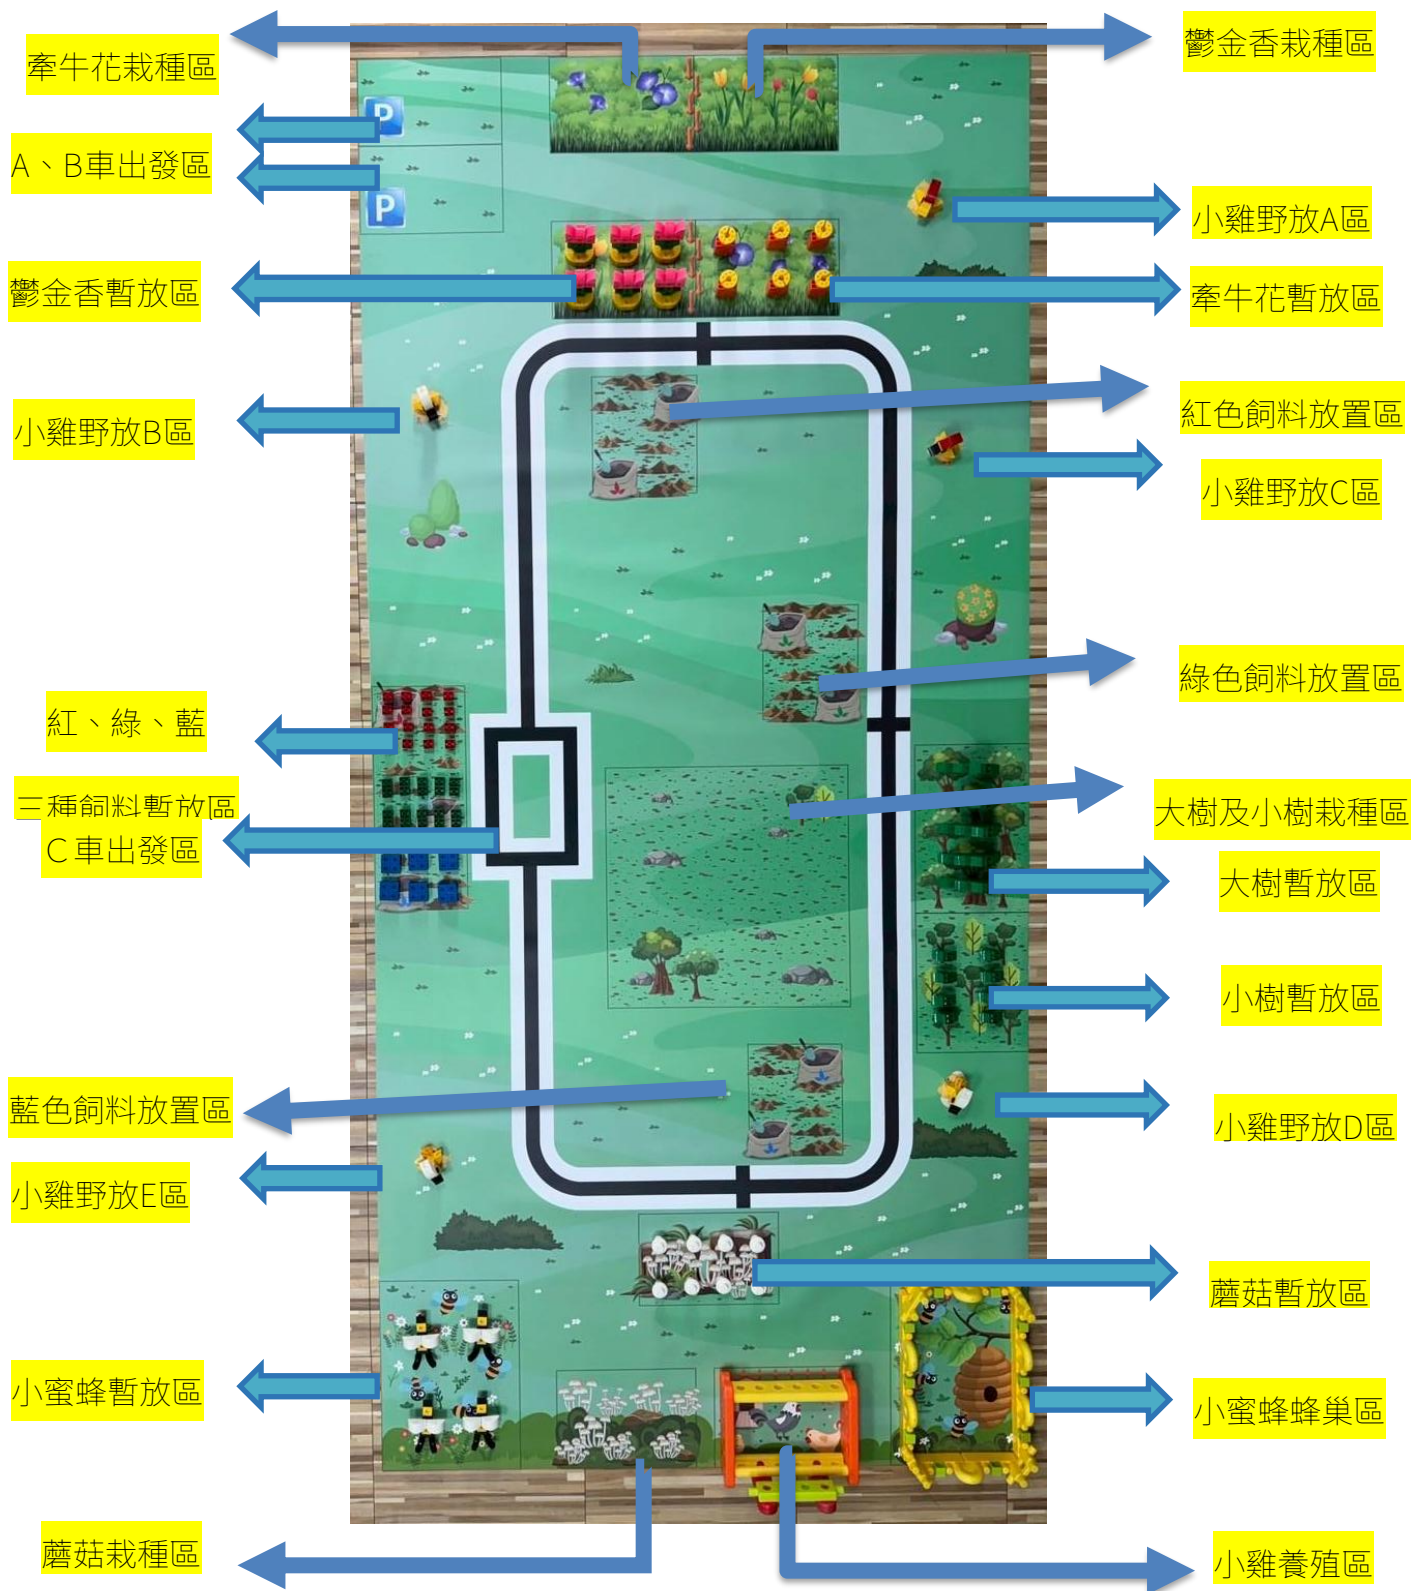 牽牛花栽種區
鬱金香栽種區
P
A、B車出發區
P
小雞野放A區
鬱金香暫放區
牽牛花暫放區
小雞野放B區
紅色飼料放置區
小雞野放C區
綠色飼料放置區
紅、綠、藍
三種飼料暫放區
C車出發區
大樹及小樹栽種區
大樹暫放區
小樹暫放區
藍色飼料放置區
小雞野放D區
小雞野放E區
蘑菇暫放區
小蜜蜂暫放區
小蜜蜂蜂巢區
蘑菇栽種區
小雞養殖區